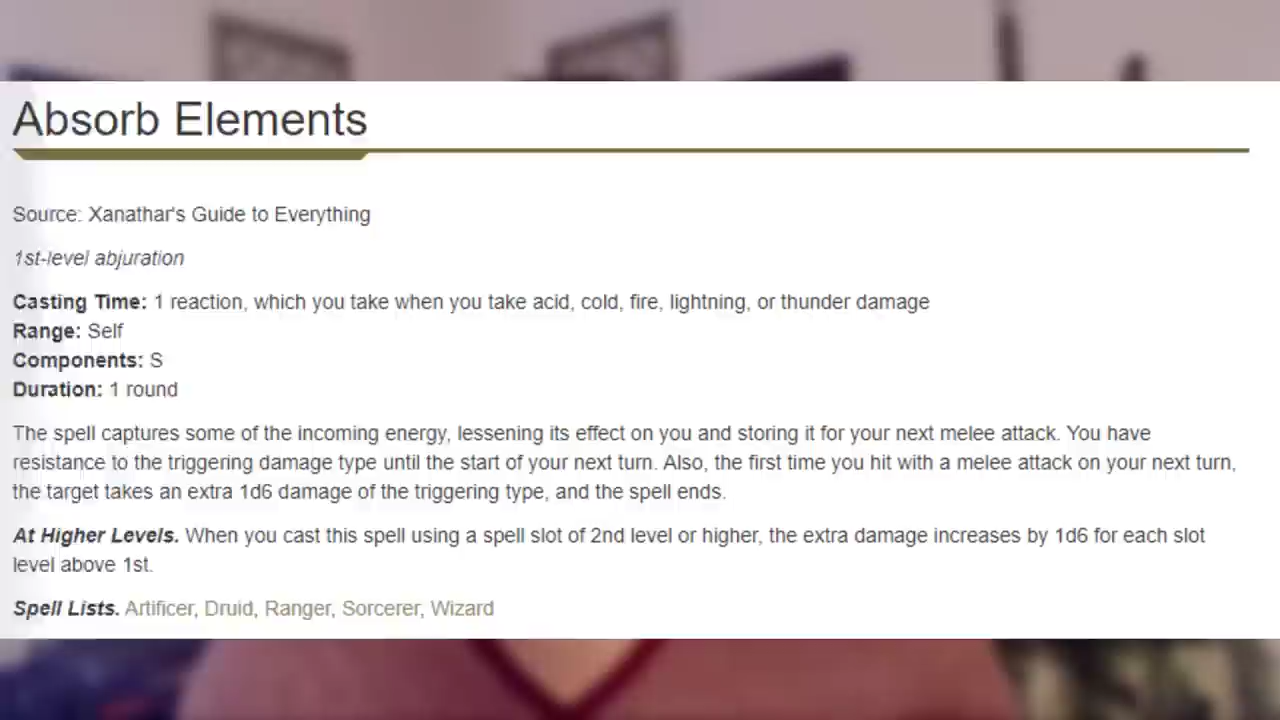 Absorb Elements
Source: Xanathar's Guide to Everything
1st-level abjuration
Casting Time: 1 reaction, which you take when you take acid, cold, fire, lightning, or thunder damage
Range: Self
Components: S
Duration: 1 round
The spell captures some of the incoming energy, lessening its effect on you and storing it for your next melee attack. You have
resistance to the triggering damage type until the start of your next turn. Also, the first time you hit with a melee attack on your next turn,
the target takes an extra 1d6 damage of the triggering type, and the spell ends.
At Higher Levels. When you cast this spell using a spell slot of 2nd level or higher, the extra damage increases by 1d6 for each slot
level above 1st.
Spell Lists. Artificer, Druid, Ranger, Sorcerer, Wizard